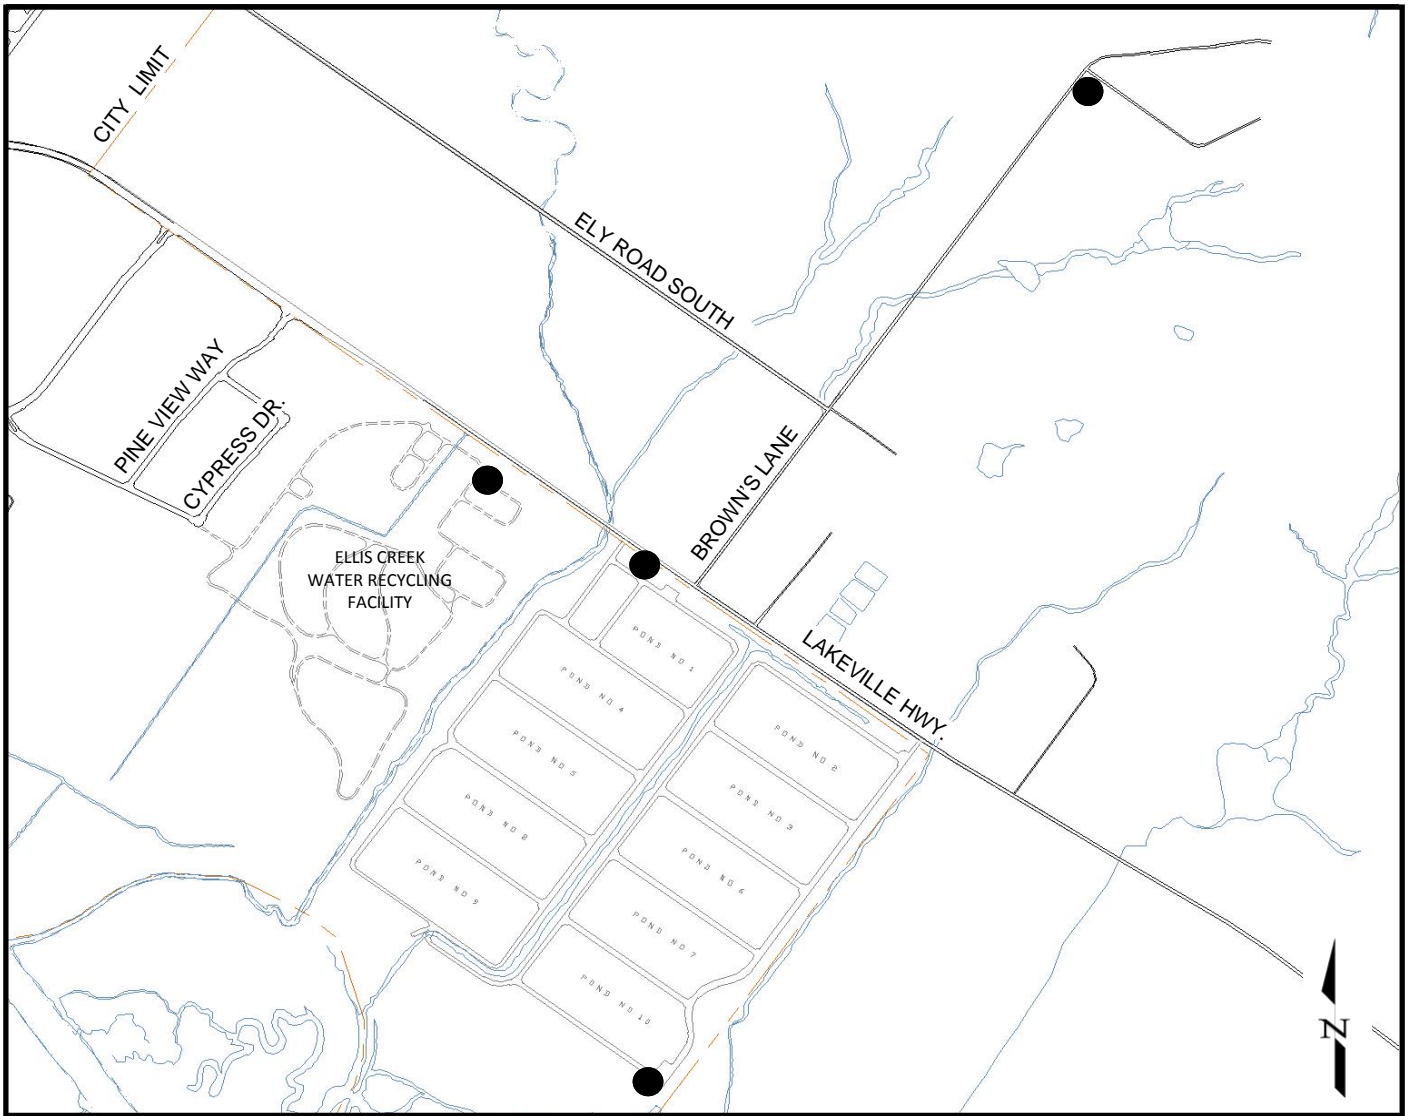 CITY LIMIT
ELY ROAD SOUTH
PINE VIEW WAY
CYPRESS DR.
BROWN'S LANE
ELLIS CREEK
WATER RECYCLING
FACILITY
LAKEVILLE HWY.
POND NO 1
POND NO 4
POND NO 2
POND NO 5
POND NO 3
POND NO 8
POND NO 6
POND NO 9
POND NO 7
POND NO 10
N